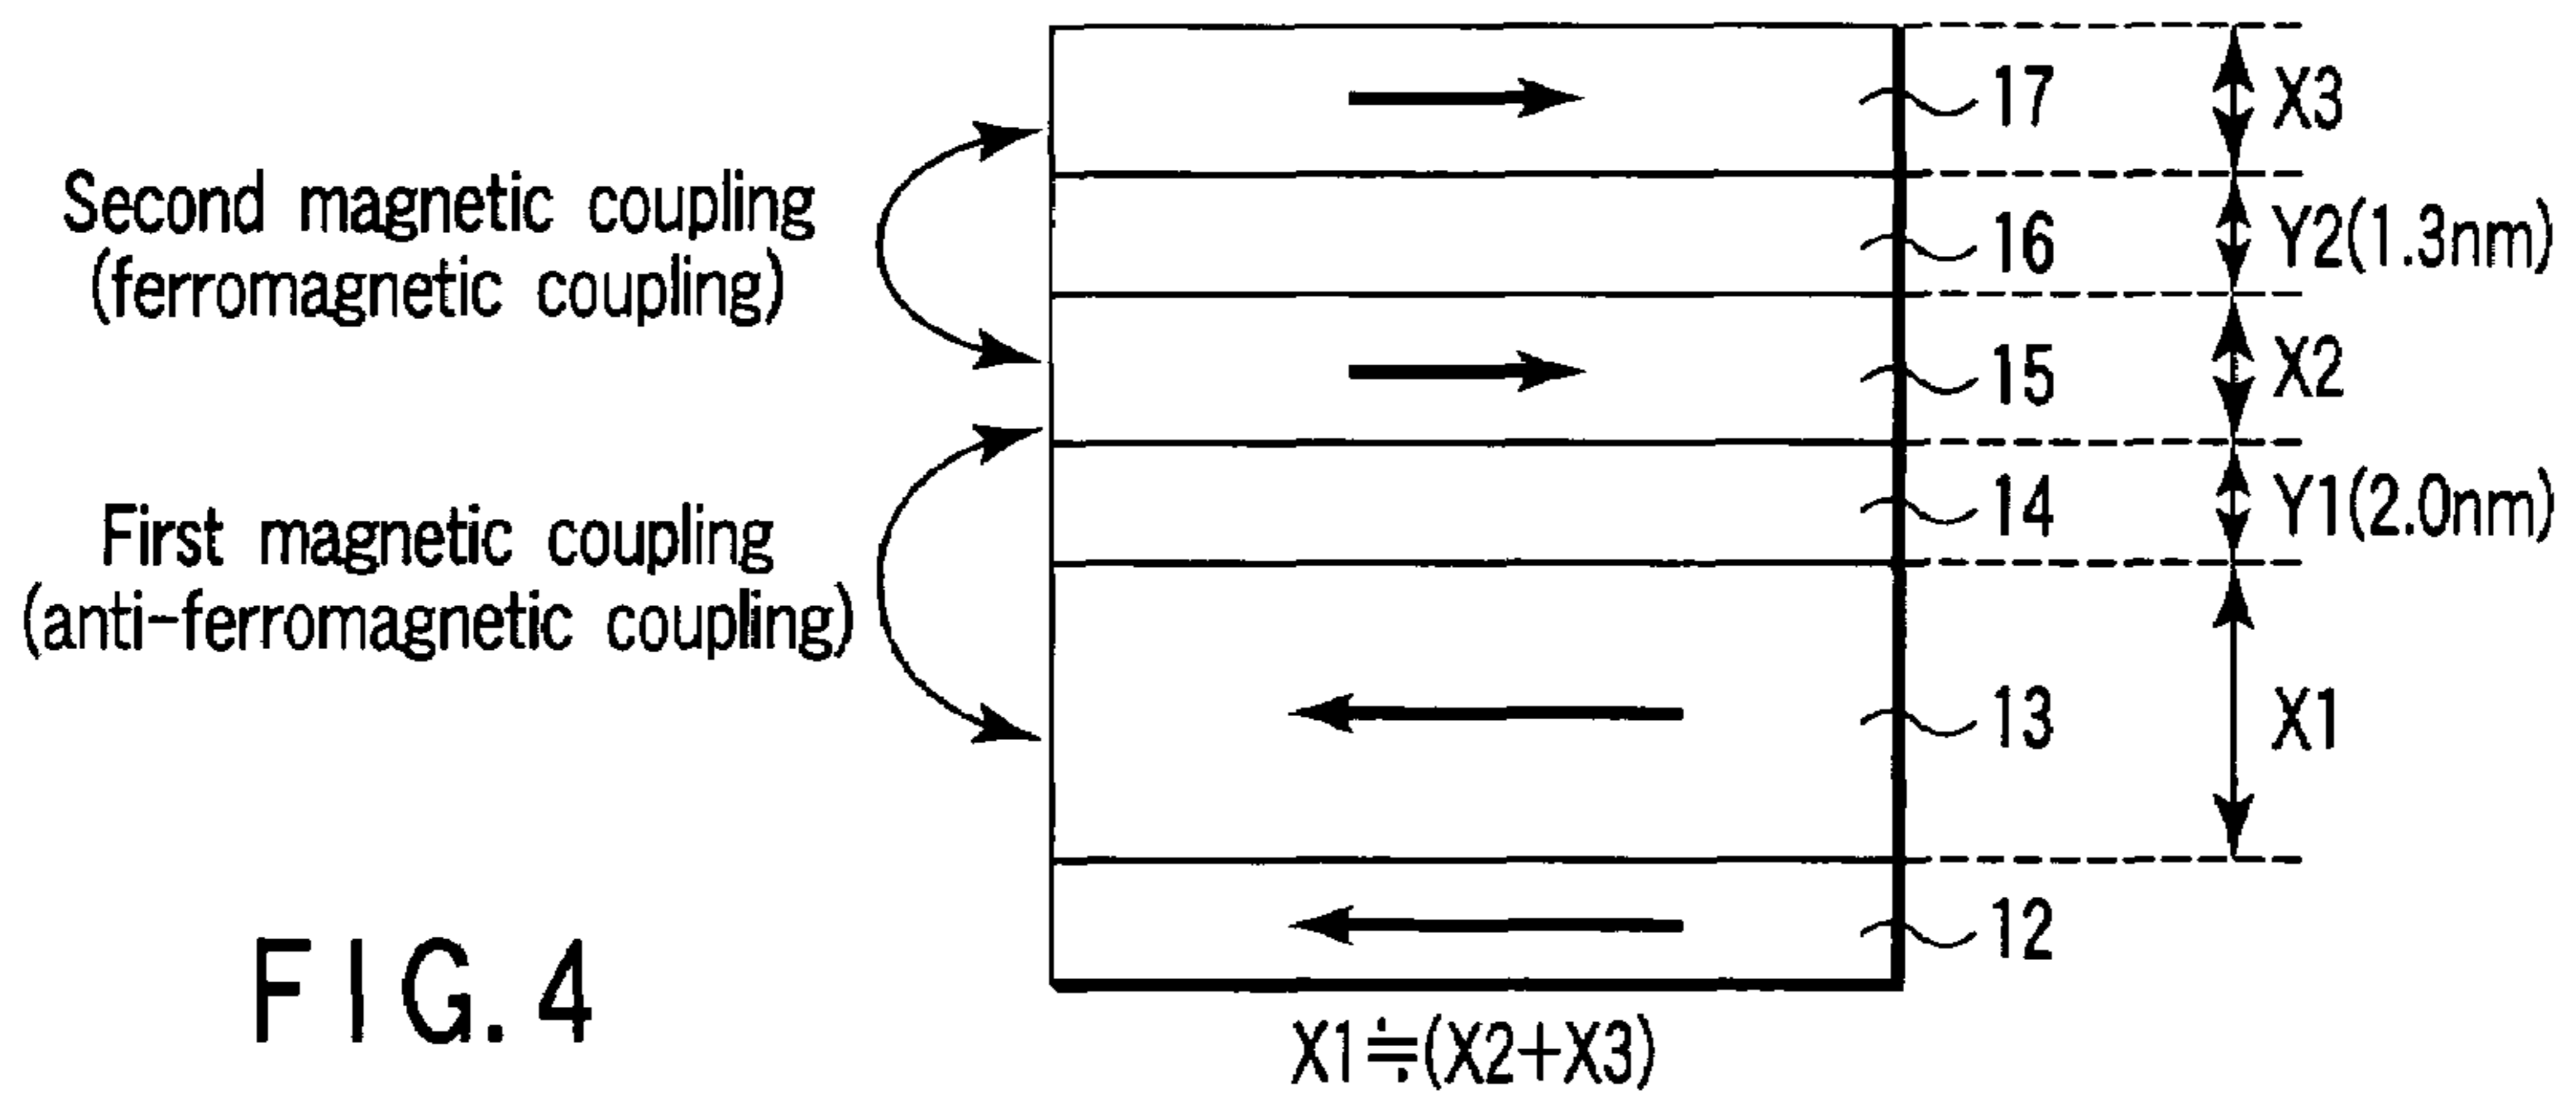 17
X3
Second magnetic coupling
(ferromagnetic coupling)
16
Y2(1.3nm)
15
X2
First magnetic coupling
(anti-ferromagnetic coupling)
14
Y1(2.0nm)
13
X1
12
FIG.4
X1≒(X2+X3)